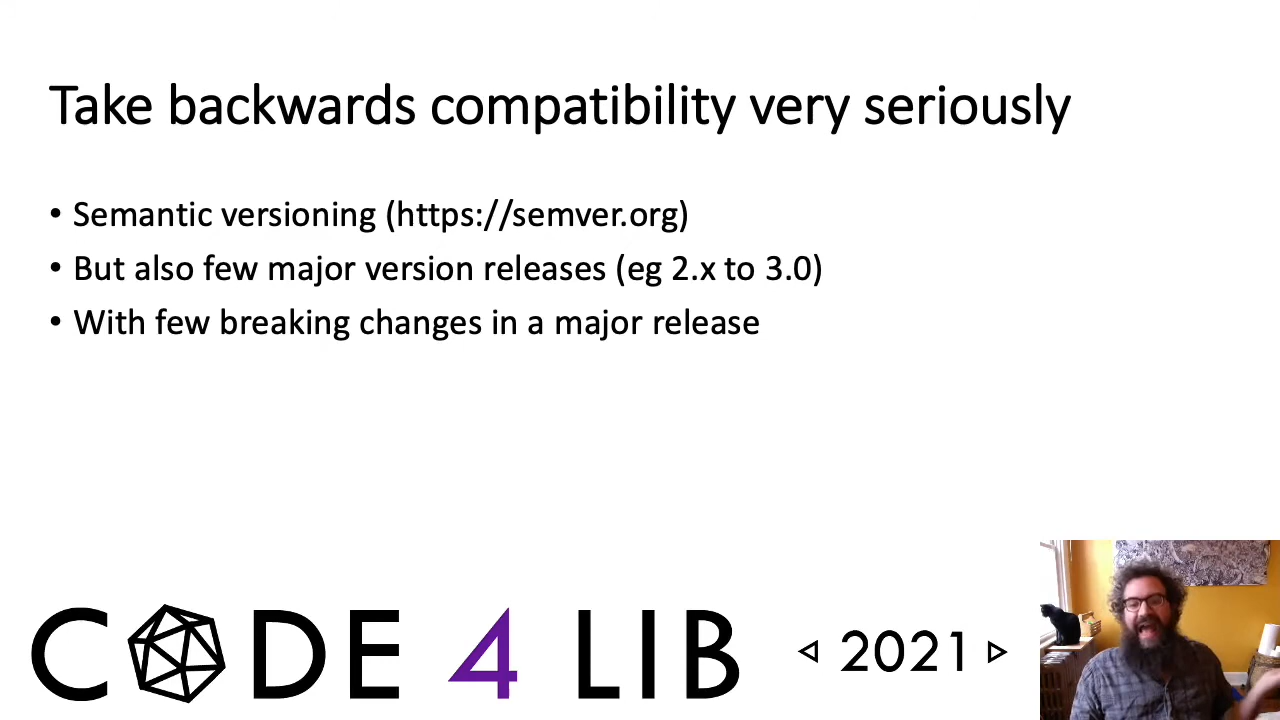 Take backwards compatibility very seriously
• Semantic versioning (https://semver.org)
• But also few major version releases (eg 2.x to 3.0)
• With few breaking changes in a major release
CODE 4 LIB
2021